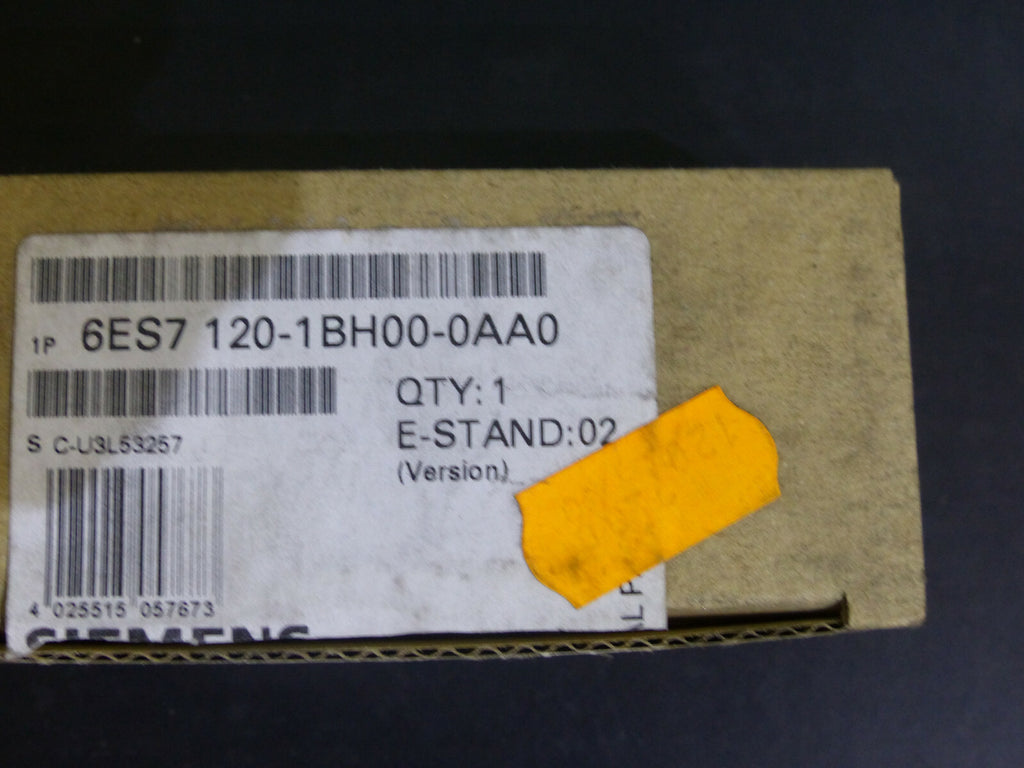 1P 6ES7 120-1BH00-0AA0
QTY: 1
E-STAND:02
(Version)
S C-U3L53257
4 025515 057673
SIEMENS